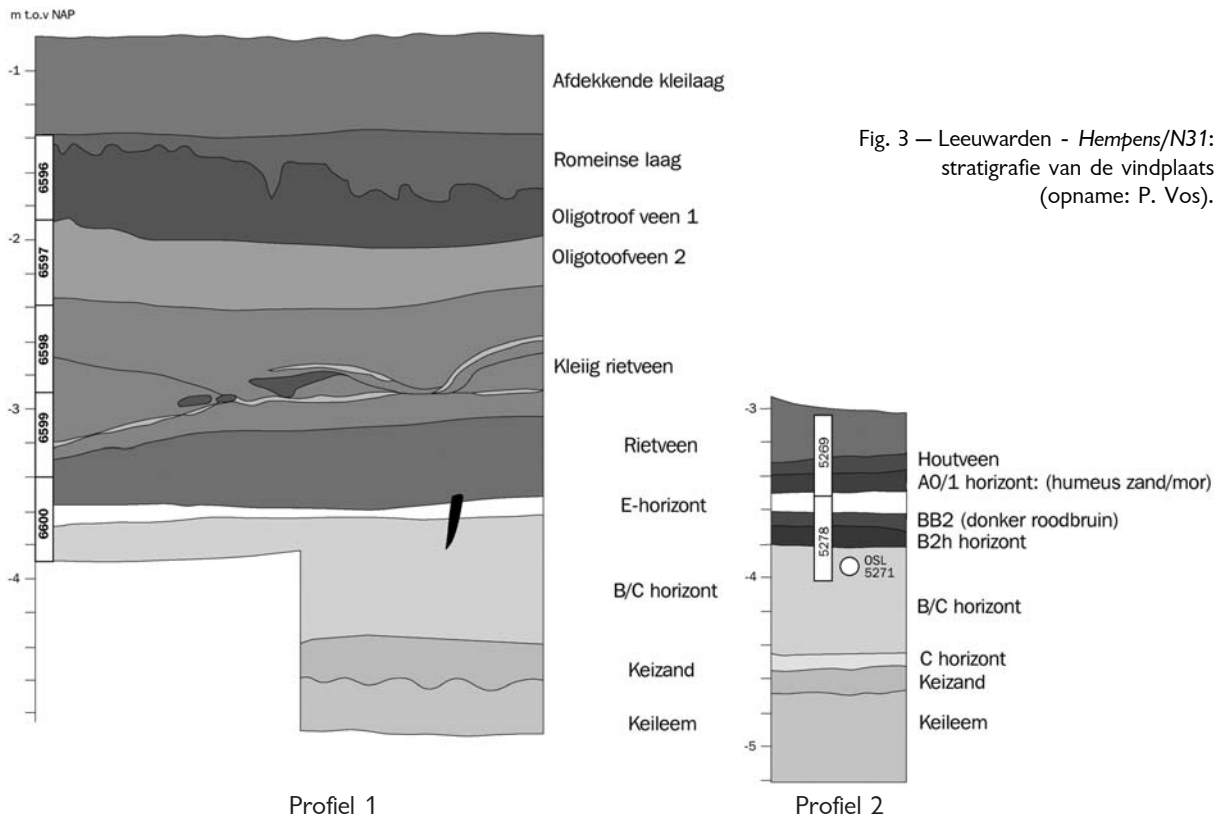 m t.o.v NAP
-1
-2
-3
-4
6596
6597
6598
6599
6600
Afdekkende kleilaag
Romeinse laag
Oligotroof veen 1
Oligotoofveen 2
Kleiig rietveen
Rietveen
E-horizont
B/C horizont
Keizand
Keileem
Profiel 1
Fig. 3 — Leeuwarden - Hempens/N31:
stratigrafie van de vindplaats
(opname: P. Vos).
-3
-4
-5
5269
5278
OSL
5271
Houtveen
A0/1 horizont: (humeus zand/mor)
BB2 (donker roodbruin)
B2h horizont
B/C horizont
C horizont
Keizand
Keileem
Profiel 2